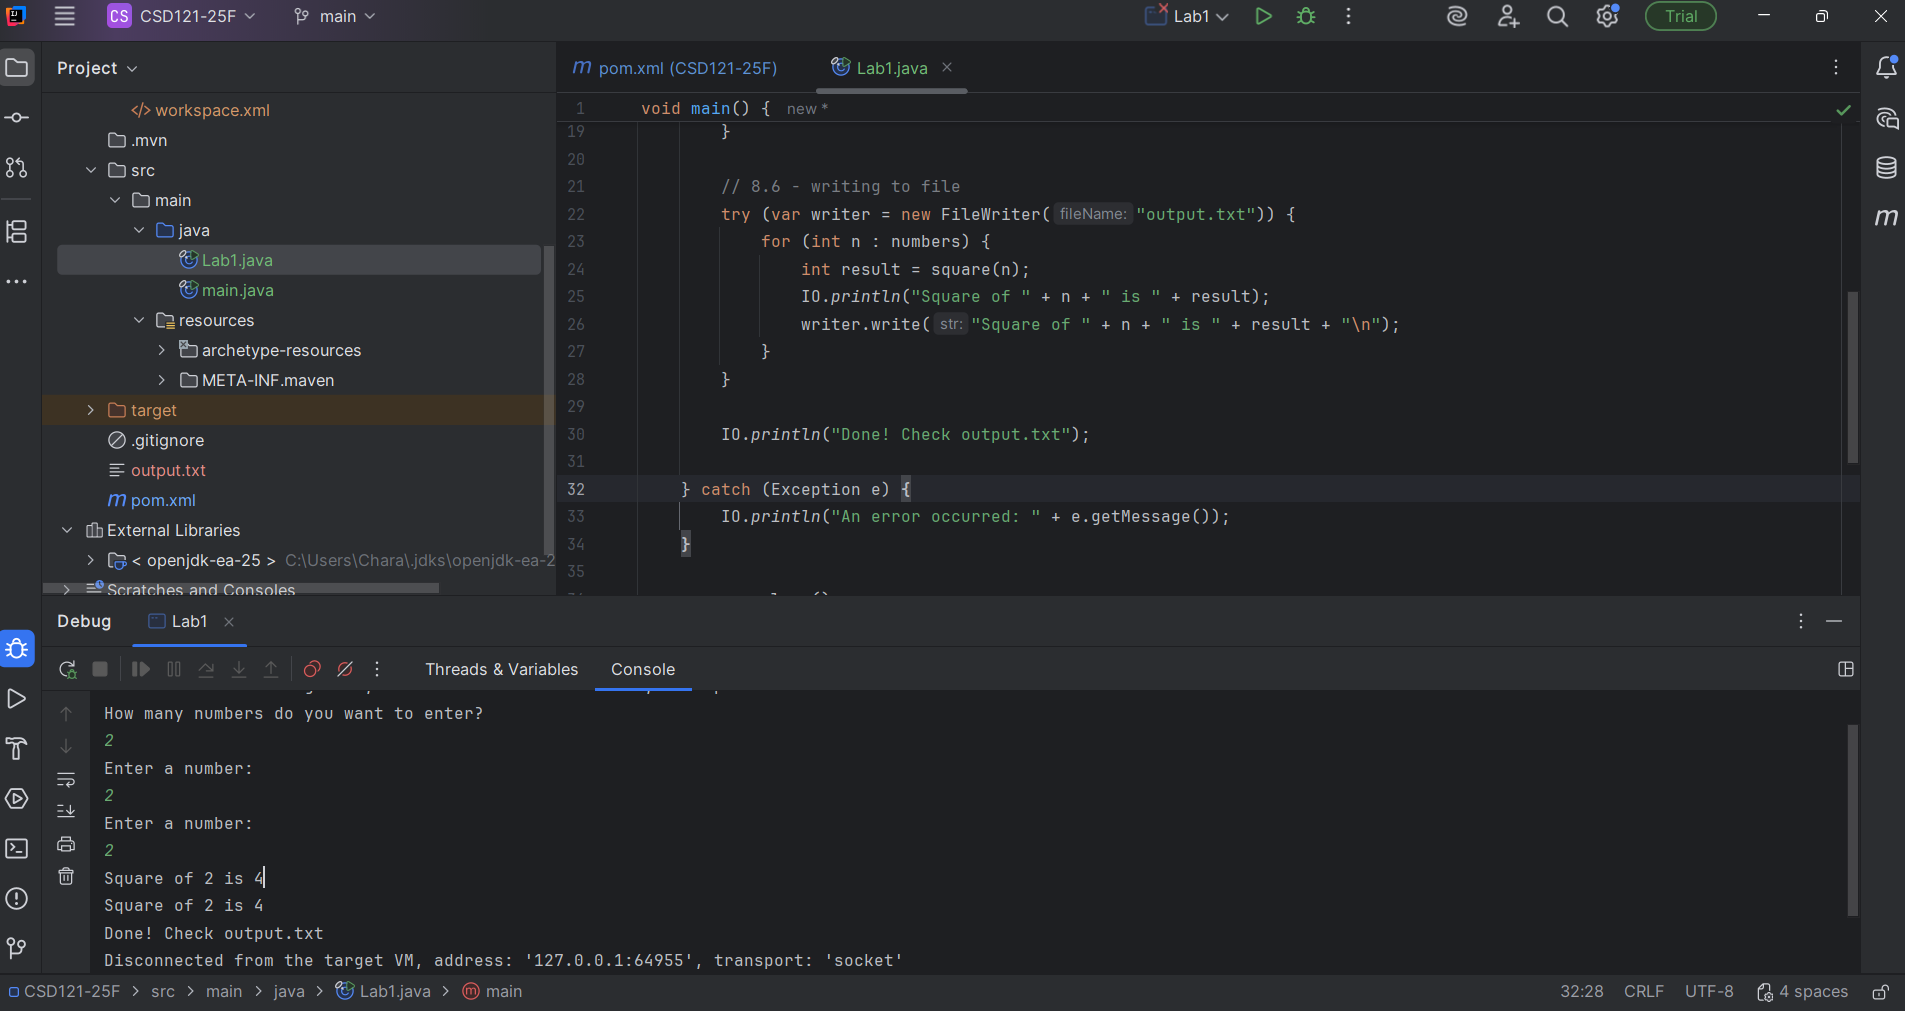 CS CSD121-25F main Lab1 Trial
Project
pom.xml (CSD121-25F) Lab1.java
workspace.xml
.mvn
src
main
java
Lab1.java
main.java
resources
archetype-resources
META-INF.maven
target
.gitignore
output.txt
pom.xml
External Libraries
< openjdk-ea-25 > C:\Users\Chara\.jdks\openjdk-ea-2
Scratches and Consoles
1 void main() { new *
19 }
20
21 // 8.6 - writing to file
22 try (var writer = new FileWriter( fileName: "output.txt")) {
23 for (int n : numbers) {
24 int result = square(n);
25 IO.println("Square of " + n + " is " + result);
26 writer.write( str: "Square of " + n + " is " + result + "\n");
27 }
28 }
29
30 IO.println("Done! Check output.txt");
31
32 } catch (Exception e) {
33 IO.println("An error occurred: " + e.getMessage());
34 }
35
Debug Lab1
Threads & Variables Console
How many numbers do you want to enter?
2
Enter a number:
2
Enter a number:
2
Square of 2 is 4
Square of 2 is 4
Done! Check output.txt
Disconnected from the target VM, address: '127.0.0.1:64955', transport: 'socket'
CSD121-25F > src > main > java > Lab1.java > main 32:28 CRLF UTF-8 4 spaces